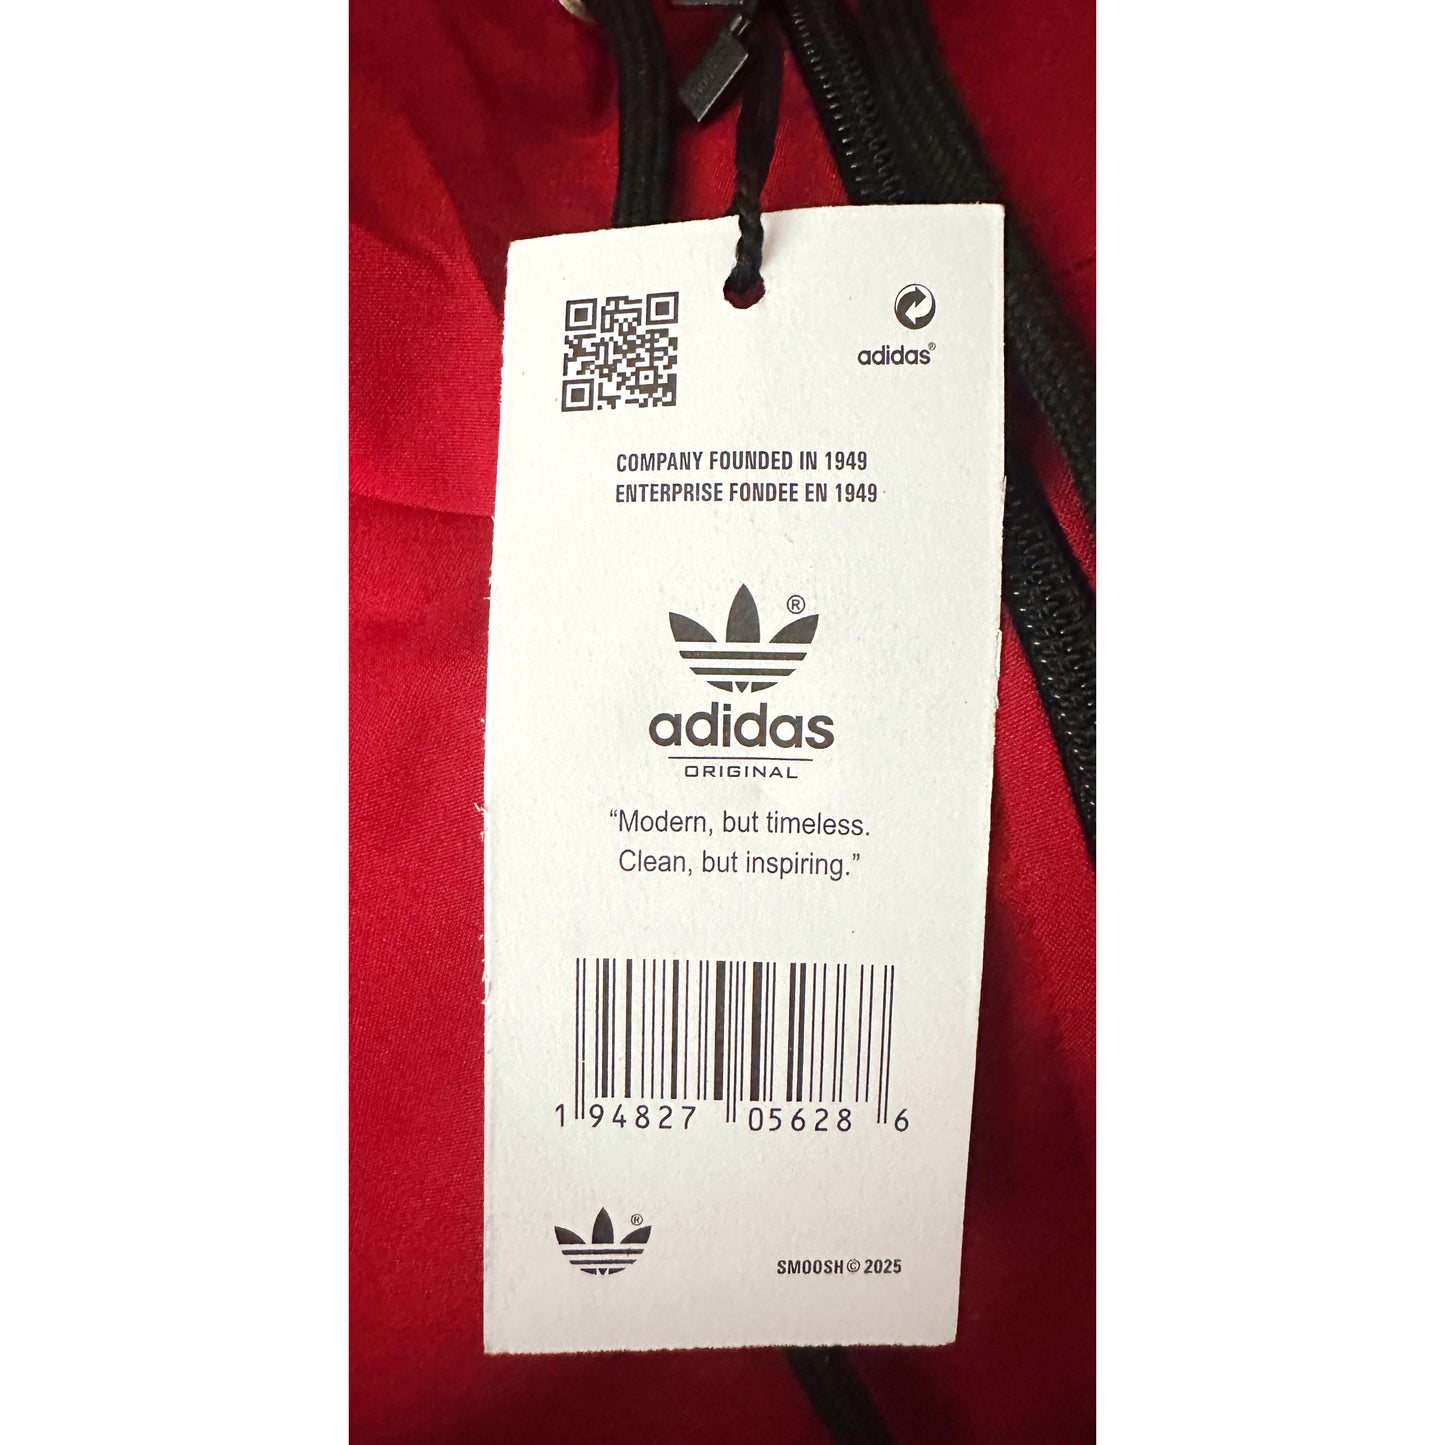 adidas®
COMPANY FOUNDED IN 1949
ENTERPRISE FONDEE EN 1949
®
adidas
ORIGINAL
“Modern, but timeless.
Clean, but inspiring.”
1 94827 05628 6
®
SMOOSH © 2025